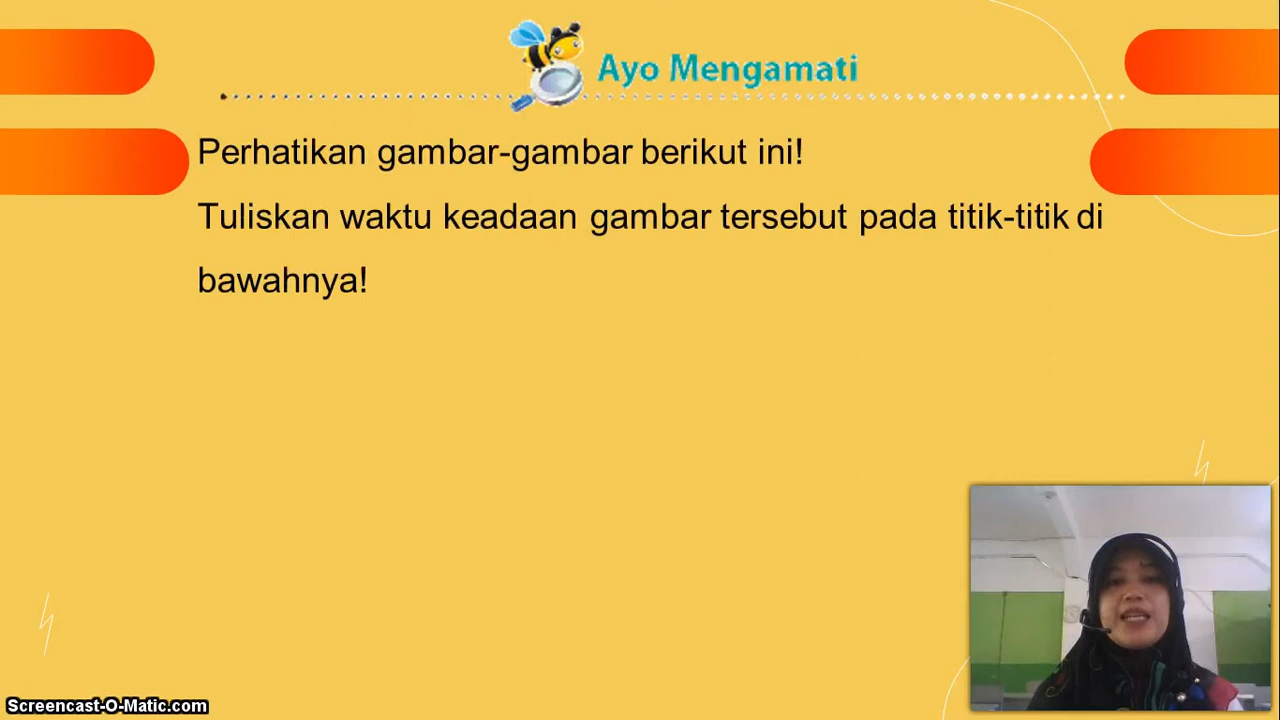 Ayo Mengamati
Perhatikan gambar-gambar berikut ini!
Tuliskan waktu keadaan gambar tersebut pada titik-titik di
bawahnya!
Screencast-O-Matic.com